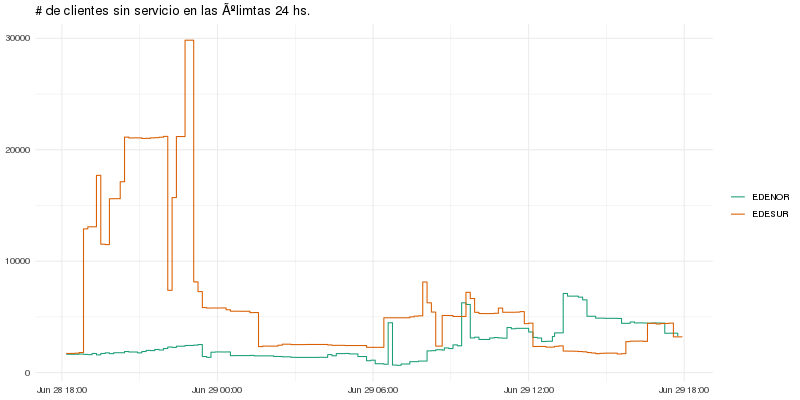 # de clientes sin servicio en las Ãºlimtas 24 hs.
30000
20000
10000
0
Jun 28 18:00 Jun 29 00:00 Jun 29 06:00 Jun 29 12:00 Jun 29 18:00
EDENOR
EDESUR